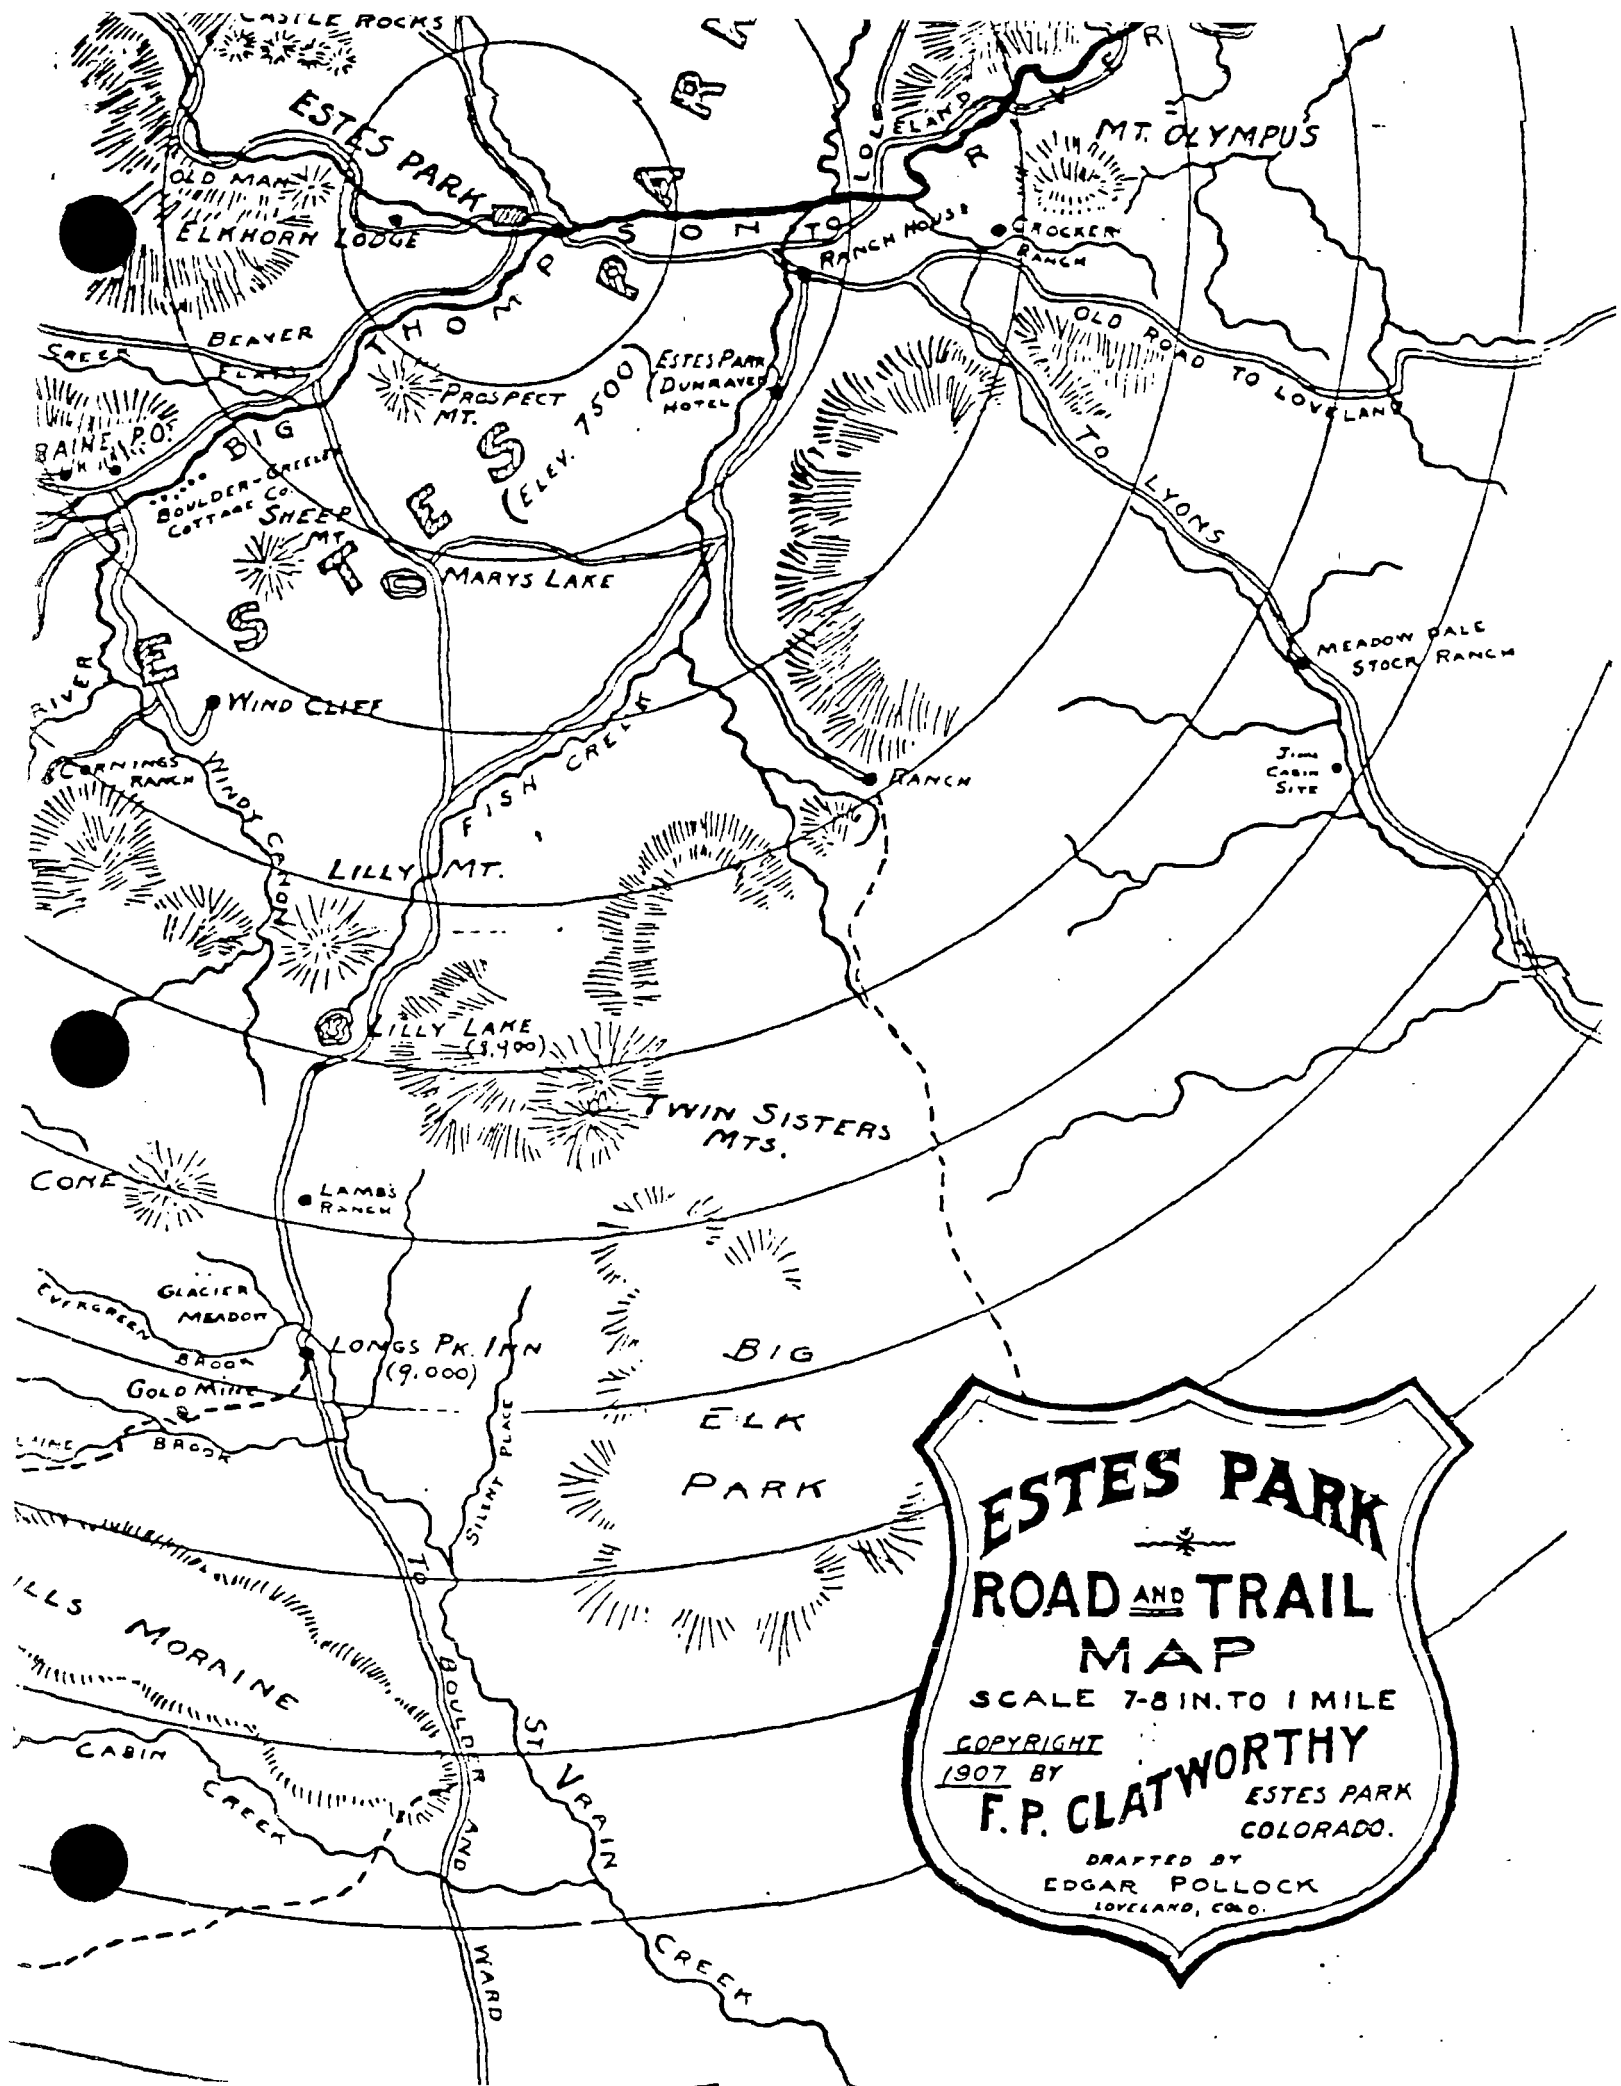 CASTLE ROCKS
ESTES PARK
OLD MAN
ELKHORN LODGE
LOVELAND
RIVER
MT. OLYMPUS
CROCKER
RANCH
RANCH HOUSE
BIG THOMPSON
BEAVER
CREEK
FLATS
PROSPECT
MT.
ESTES PARK
(ELEV. 7500)
ESTES PARK
(DUNRAVEN
HOTEL
OLD ROAD TO LOVELAND
TO LYONS
P.O.
BOULDER-GREELEY
COTTAGE CO.
SHEEP
MT.
MARYS LAKE
MEADOW DALE
STOCK RANCH
RIVER
WIND CLIFF
CORNINGS
RANCH
WINDY CANON
FISH CREEK
RANCH
JIMS
CABIN
SITE
LILLY MT.
LILLY LAKE
TWIN SISTERS
MTS.
CONE
LAMBS
RANCH
GLACIER
MEADOW
EVERGREEN
BROOK
LONGS PK. INN
(9,000)
GOLD MINE
BROOK
SILENT PLACE
BIG
ELK
PARK
MILLS MORAINE
CABIN
CREEK
TO BOULDER AND WARD
ST. VRAIN
CREEK
ESTES PARK
ROAD AND TRAIL
MAP
SCALE 7-8 IN. TO 1 MILE
COPYRIGHT
1907 BY
F. P. CLATWORTHY
ESTES PARK
COLORADO.
DRAFTED BY
EDGAR POLLOCK
LOVELAND, COLO.